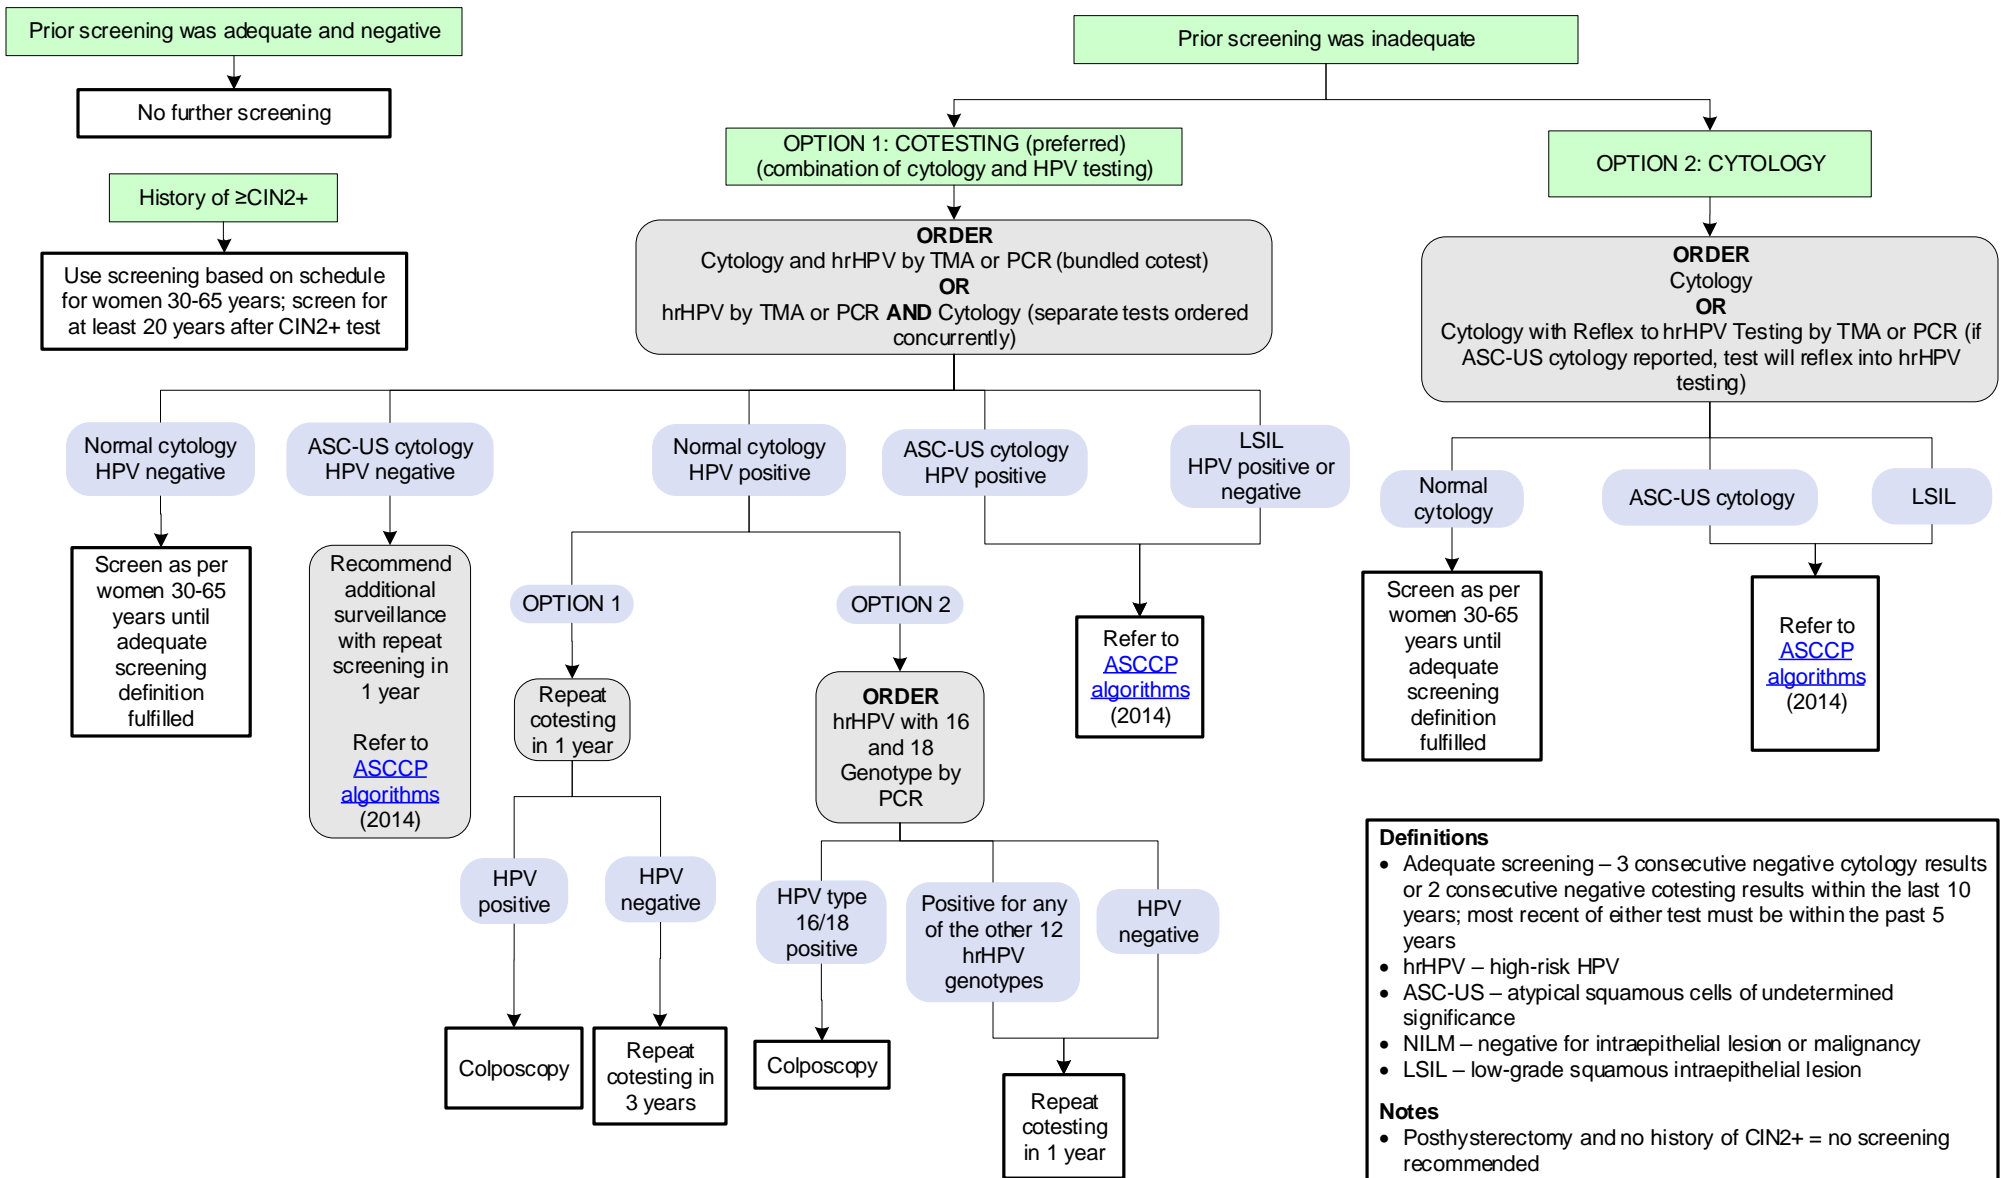 Prior screening was adequate and negative
No further screening
History of ≥CIN2+
Use screening based on schedule
for women 30-65 years; screen for
at least 20 years after CIN2+ test
Prior screening was inadequate
OPTION 1: COTESTING (preferred)
(combination of cytology and HPV testing)
ORDER
Cytology and hrHPV by TMA or PCR (bundled cotest)
OR
hrHPV by TMA or PCR AND Cytology (separate tests ordered
concurrently)
Normal cytology
HPV negative
Screen as per
women 30-65
years until
adequate
screening
definition
fulfilled
ASC-US cytology
HPV negative
Recommend
additional
surveillance
with repeat
screening in
1 year
Refer to
ASCCP
algorithms
(2014)
Normal cytology
HPV positive
OPTION 1
Repeat
cotesting
in 1 year
HPV
positive
Colposcopy
HPV
negative
Repeat
cotesting in
3 years
OPTION 2
ORDER
hrHPV with 16
and 18
Genotype by
PCR
HPV type
16/18
positive
Colposcopy
Positive for any
of the other 12
hrHPV
genotypes
HPV
negative
Repeat
cotesting
in 1 year
ASC-US cytology
HPV positive
LSIL
HPV positive or
negative
Refer to
ASCCP
algorithms
(2014)
OPTION 2: CYTOLOGY
ORDER
Cytology
OR
Cytology with Reflex to hrHPV Testing by TMA or PCR (if
ASC-US cytology reported, test will reflex into hrHPV
testing)
Normal
cytology
Screen as per
women 30-65
years until
adequate
screening
definition
fulfilled
ASC-US cytology
LSIL
Refer to
ASCCP
algorithms
(2014)
Definitions
• Adequate screening – 3 consecutive negative cytology results
or 2 consecutive negative cotesting results within the last 10
years; most recent of either test must be within the past 5
years
• hrHPV – high-risk HPV
• ASC-US – atypical squamous cells of undetermined
significance
• NILM – negative for intraepithelial lesion or malignancy
• LSIL – low-grade squamous intraepithelial lesion
Notes
• Posthysterectomy and no history of CIN2+ = no screening
recommended